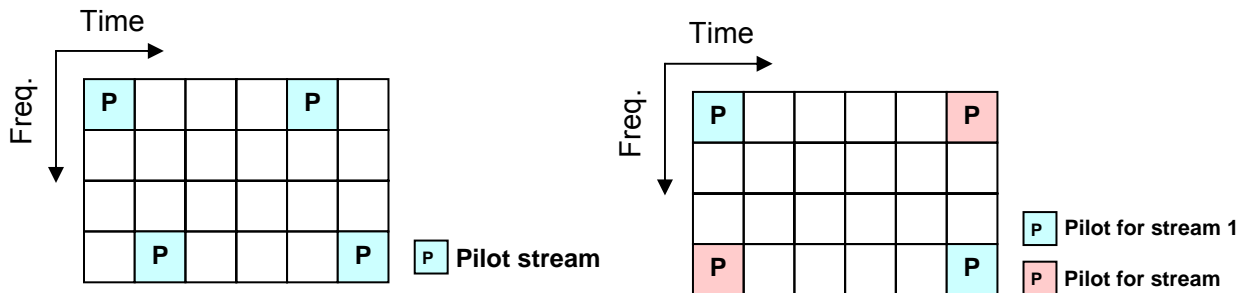 Time
Freq.
P P
P P
P Pilot stream
Time
Freq.
P P
P P
P Pilot for stream 1
P Pilot for stream